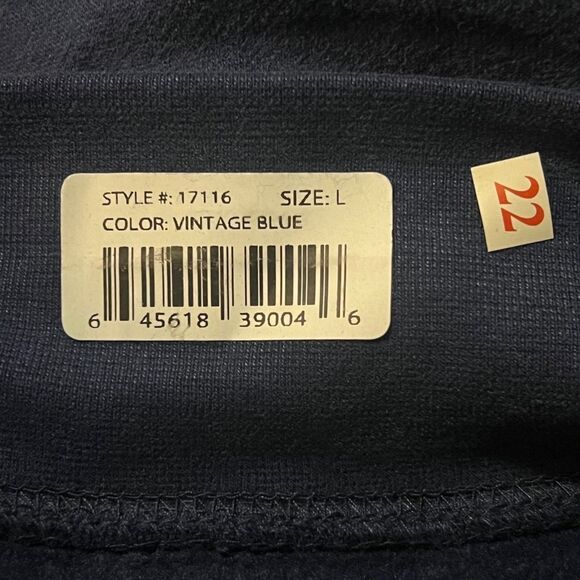 STYLE #: 17116 SIZE: L
COLOR: VINTAGE BLUE
6 45618 39004 6
22